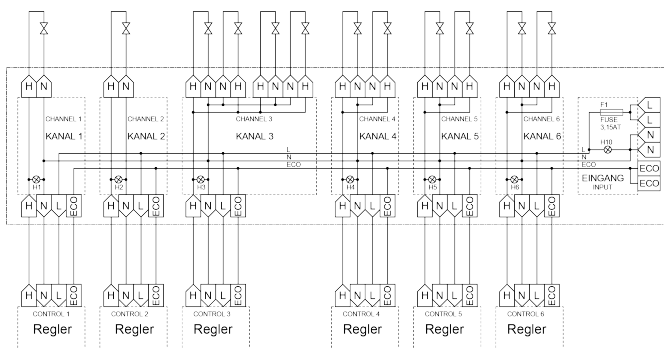 H N H N H N N H H N N H H N N H H N N H H N N H
CHANNEL 1 CHANNEL 2 CHANNEL 3 CHANNEL 4 CHANNEL 5 CHANNEL 6
KANAL 1 KANAL 2 KANAL 3 KANAL 4 KANAL 5 KANAL 6
F1
FUSE
3,15AT
H10
L
L
N
N
L L
N N
ECO ECO
ECO
ECO
EINGANG
INPUT
H1 H2 H3 H4 H5 H6
H N L ECO H N L ECO H N L ECO H N L ECO H N L ECO H N L ECO
H N L ECO H N L ECO H N L ECO H N L ECO H N L ECO H N L ECO
CONTROL 1 CONTROL 2 CONTROL 3 CONTROL 4 CONTROL 5 CONTROL 6
Regler Regler Regler Regler Regler Regler